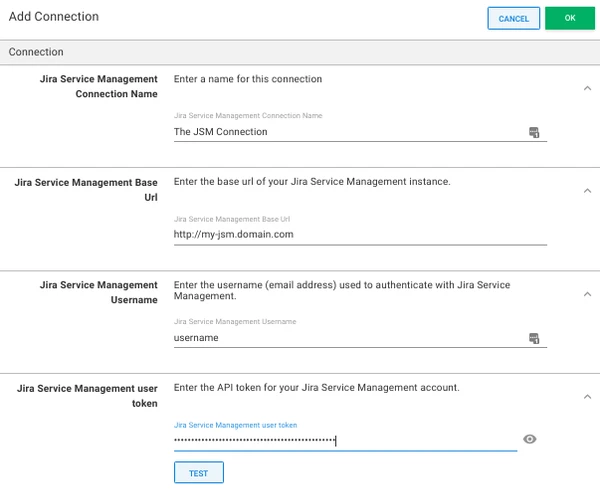 Add Connection
CANCEL
OK
Connection
Jira Service Management
Connection Name
Enter a name for this connection
Jira Service Management Connection Name
The JSM Connection
Jira Service Management Base
Url
Enter the base url of your Jira Service Management instance.
Jira Service Management Base Url
http://my-jsm.domain.com
Jira Service Management
Username
Enter the username (email address) used to authenticate with Jira Service
Management.
Jira Service Management Username
username
Jira Service Management user
token
Enter the API token for your Jira Service Management account.
Jira Service Management user token
TEST